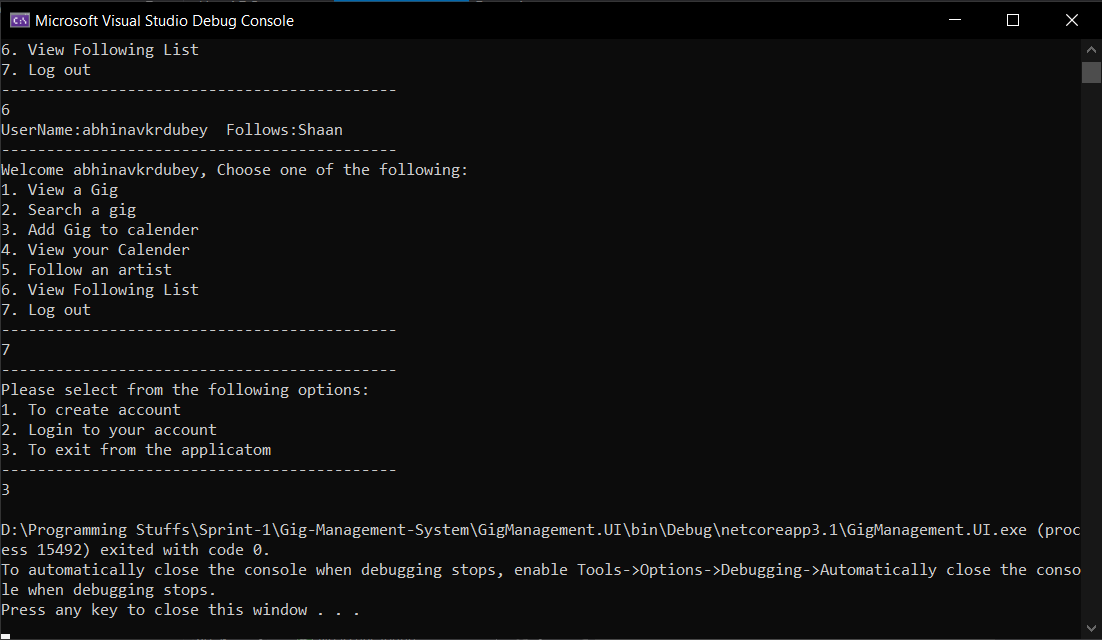 Microsoft Visual Studio Debug Console
6. View Following List
7. Log out
--------------------------------------------
6
UserName:abhinavkrdubey  Follows:Shaan
--------------------------------------------
Welcome abhinavkrdubey, Choose one of the following:
1. View a Gig
2. Search a gig
3. Add Gig to calender
4. View your Calender
5. Follow an artist
6. View Following List
7. Log out
--------------------------------------------
7
--------------------------------------------
Please select from the following options:
1. To create account
2. Login to your account
3. To exit from the applicatom
--------------------------------------------
3
D:\Programming Stuffs\Sprint-1\Gig-Management-System\GigManagement.UI\bin\Debug\netcoreapp3.1\GigManagement.UI.exe (proc
ess 15492) exited with code 0.
To automatically close the console when debugging stops, enable Tools->Options->Debugging->Automatically close the conso
le when debugging stops.
Press any key to close this window . . .